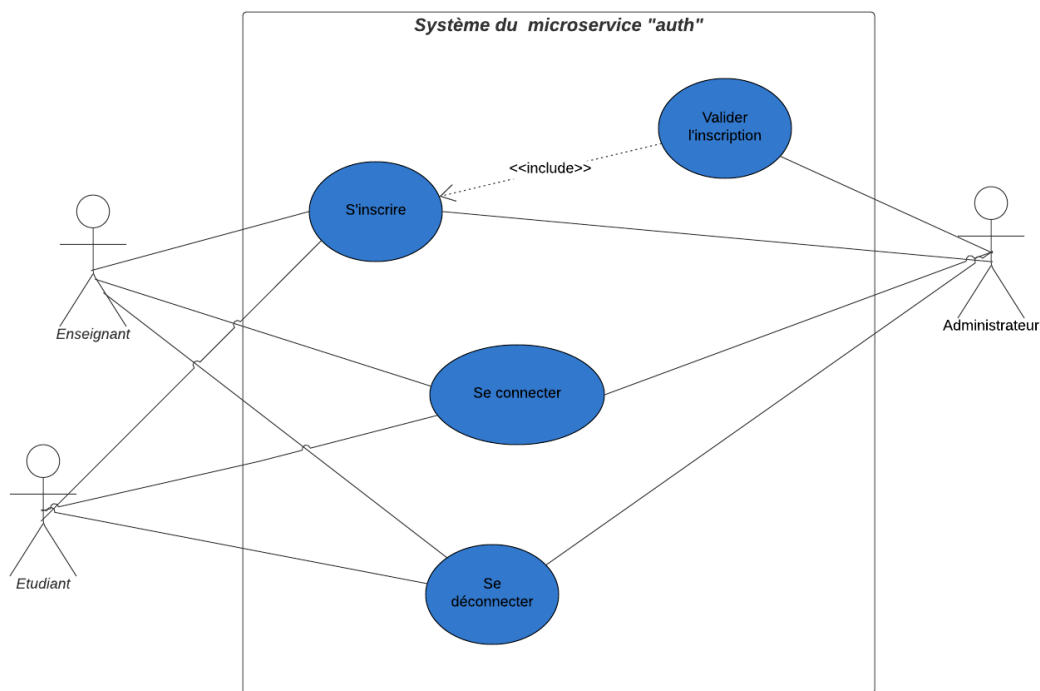 Système du microservice "auth"
Valider
l'inscription
<<include>>
S'inscrire
Enseignant
Administrateur
Se connecter
Etudiant
Se
déconnecter